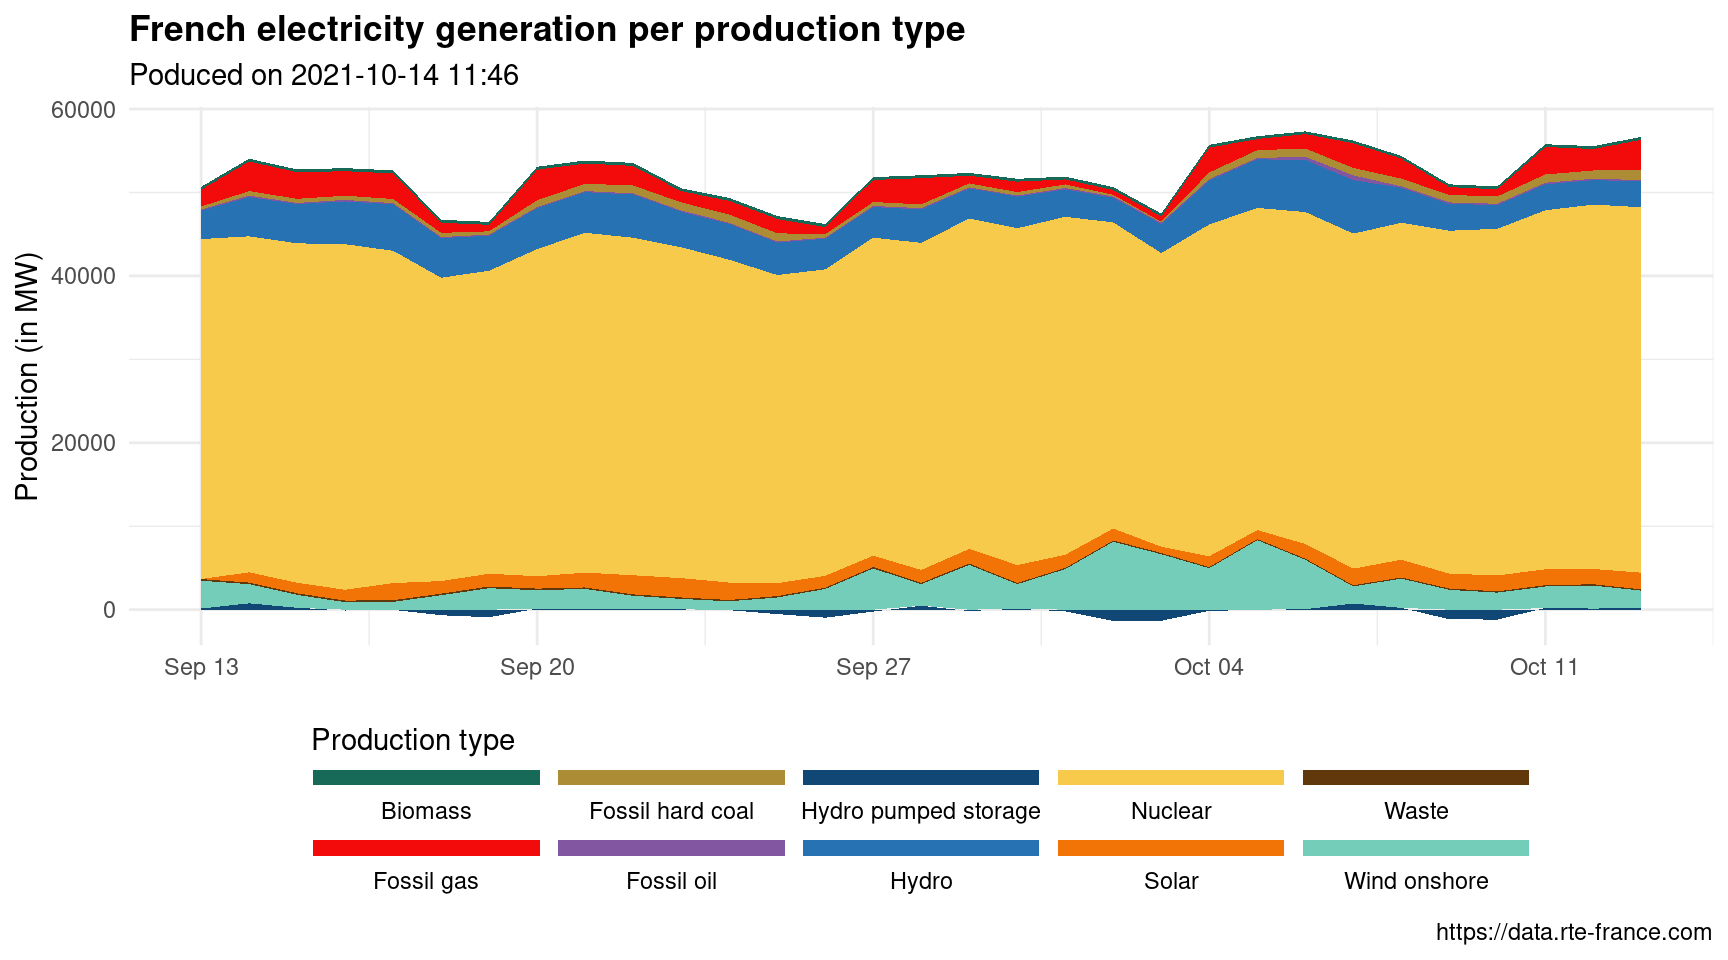 French electricity generation per production type
Poduced on 2021-10-14 11:46
60000
40000
20000
0
Production (in MW)
Sep 13 Sep 20 Sep 27 Oct 04 Oct 11
Production type
Biomass Fossil hard coal Hydro pumped storage Nuclear Waste
Fossil gas Fossil oil Hydro Solar Wind onshore
https://data.rte-france.com